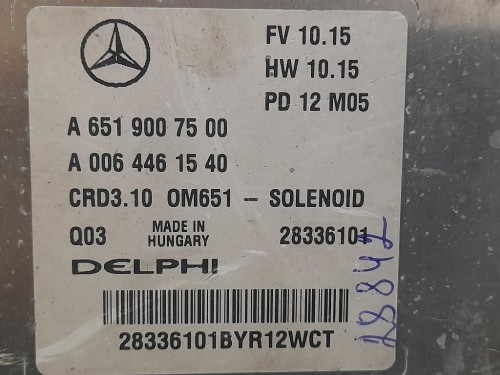 FV 10.15
HW 10.15
PD 12 M05
A 651 900 75 00
A 006 446 15 40
CRD3.10 OM651 - SOLENOID
Q03 MADE IN HUNGARY 28336101
DELPHI
28336101BYR12WCT
28842